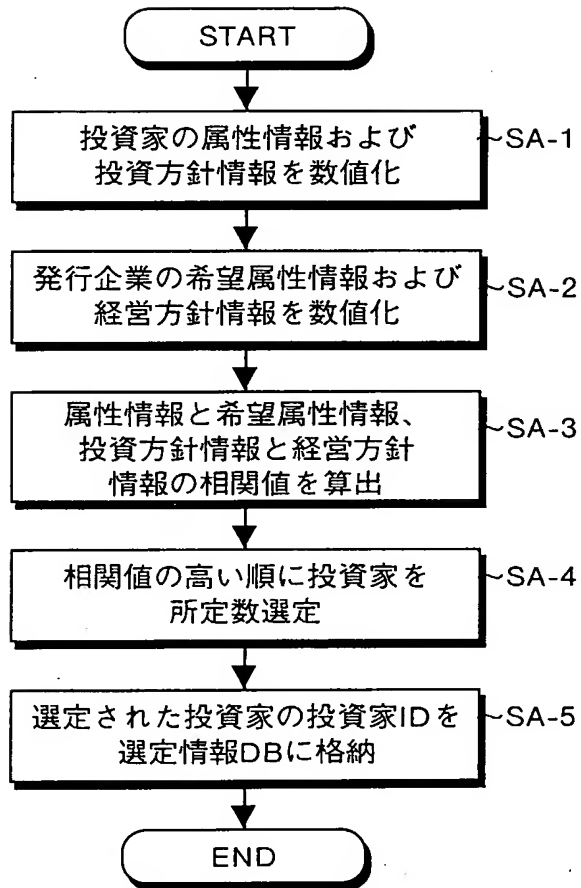 START
投資家の属性情報および
投資方針情報を数値化
SA-1
発行企業の希望属性情報および
経営方針情報を数値化
SA-2
属性情報と希望属性情報、
投資方針情報と経営方針
情報の相関値を算出
SA-3
相関値の高い順に投資家を
所定数選定
SA-4
選定された投資家の投資家IDを
選定情報DBに格納
SA-5
END